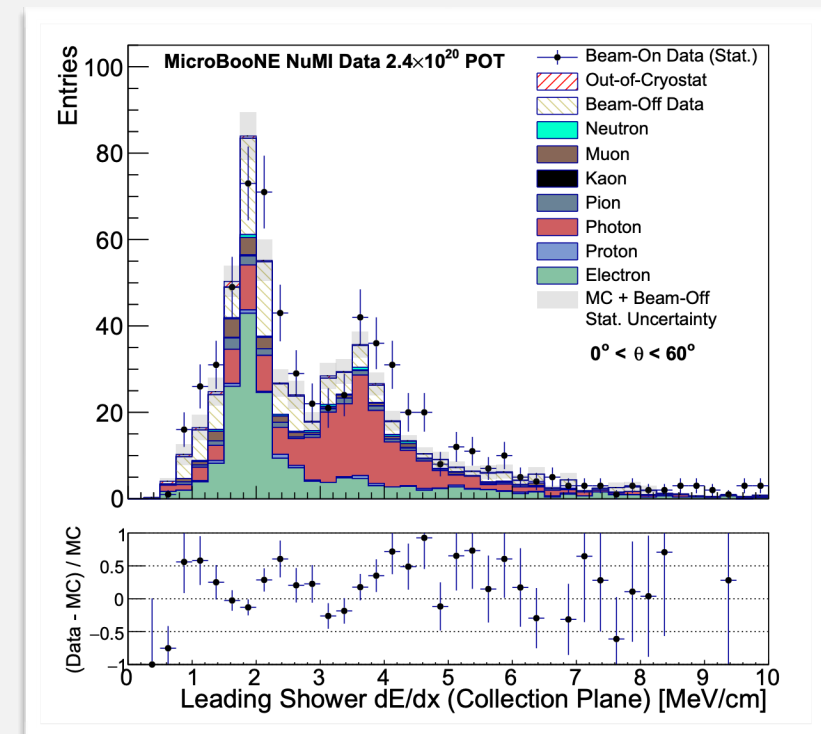 MicroBooNE NuMI Data 2.4×10²⁰ POT
Entries
100
80
60
40
20
0
Beam-On Data (Stat.)
Out-of-Cryostat
Beam-Off Data
Neutron
Muon
Kaon
Pion
Photon
Proton
Electron
MC + Beam-Off
Stat. Uncertainty
0° < θ < 60°
(Data - MC) / MC
1
0.5
0
−0.5
−1
0 1 2 3 4 5 6 7 8 9 10
Leading Shower dE/dx (Collection Plane) [MeV/cm]